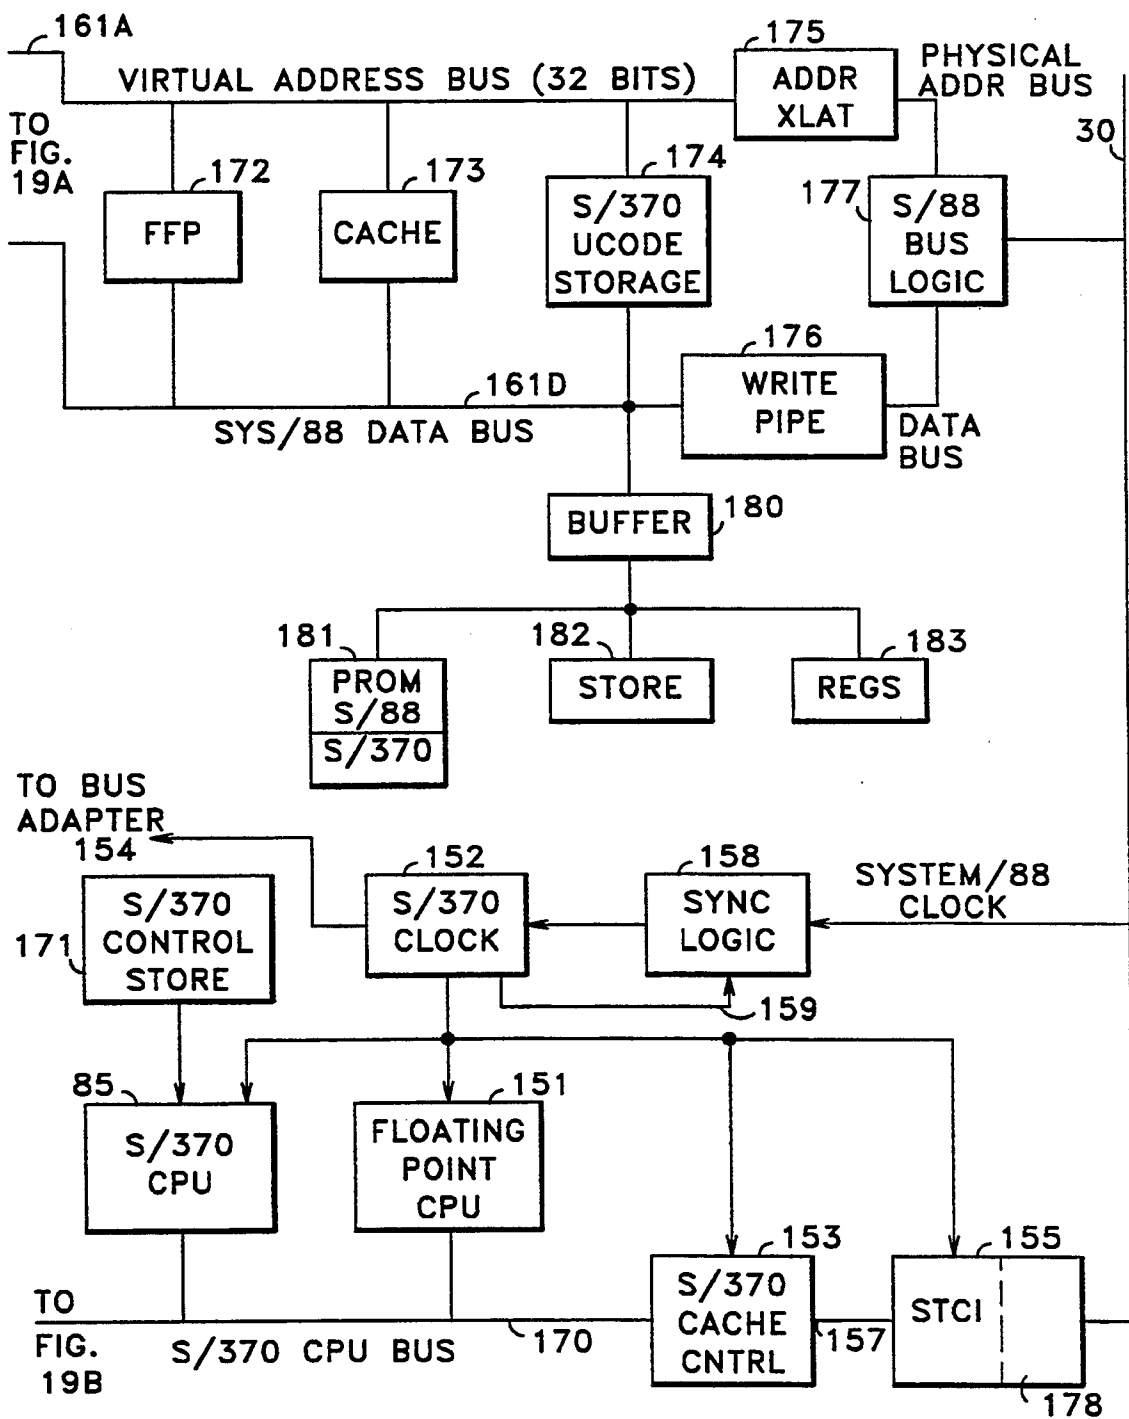 161A
VIRTUAL ADDRESS BUS (32 BITS)
175
ADDR
XLAT
PHYSICAL
ADDR BUS
30
TO
FIG.
19A
172
FFP
173
CACHE
174
S/370
UCODE
STORAGE
177
S/88
BUS
LOGIC
161D
SYS/88 DATA BUS
176
WRITE
PIPE
DATA
BUS
BUFFER
180
181
PROM
S/88
S/370
182
STORE
183
REGS
TO BUS
ADAPTER
154
152
S/370
CLOCK
158
SYNC
LOGIC
SYSTEM/88
CLOCK
171
S/370
CONTROL
STORE
159
85
S/370
CPU
151
FLOATING
POINT
CPU
153
S/370
CACHE
CNTRL
155
STCI
157
178
TO
FIG.
19B
S/370 CPU BUS
170